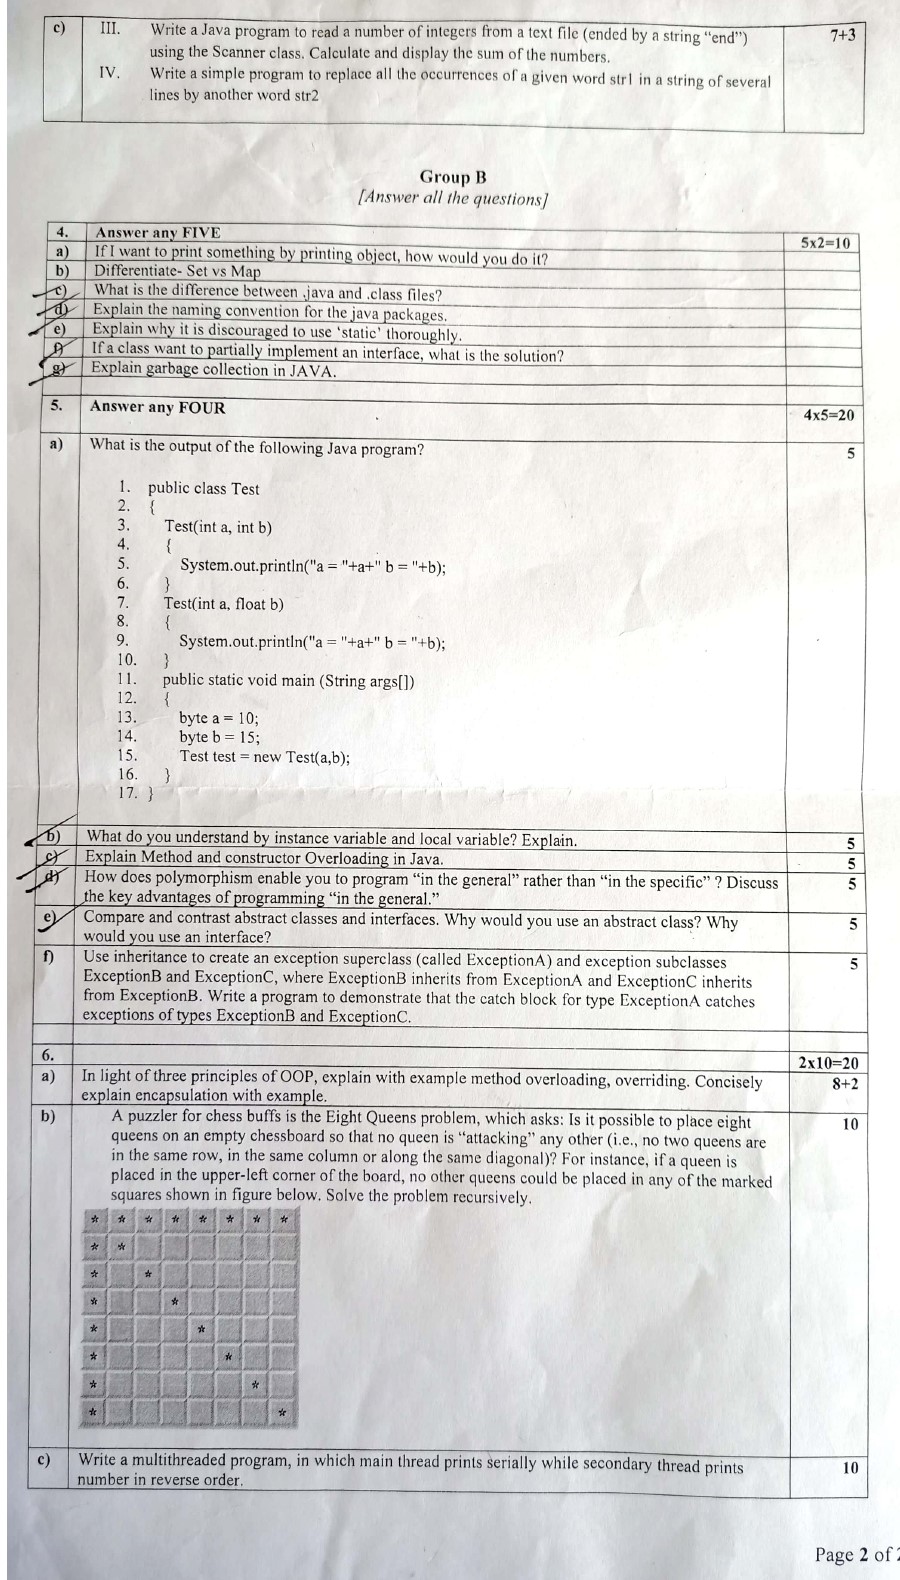 c) III. Write a Java program to read a number of integers from a text file (ended by a string "end") 7+3
using the Scanner class. Calculate and display the sum of the numbers.
IV. Write a simple program to replace all the occurrences of a given word str1 in a string of several
lines by another word str2
Group B
[Answer all the questions]
4. Answer any FIVE 5x2=10
a) If I want to print something by printing object, how would you do it?
b) Differentiate- Set vs Map
c) What is the difference between .java and .class files?
d) Explain the naming convention for the java packages.
e) Explain why it is discouraged to use 'static' thoroughly.
f) If a class want to partially implement an interface, what is the solution?
g) Explain garbage collection in JAVA.
5. Answer any FOUR 4x5=20
a) What is the output of the following Java program? 5
1. public class Test
2. {
3. Test(int a, int b)
4. {
5. System.out.println("a = "+a+" b = "+b);
6. }
7. Test(int a, float b)
8. {
9. System.out.println("a = "+a+" b = "+b);
10. }
11. public static void main (String args[])
12. {
13. byte a = 10;
14. byte b = 15;
15. Test test = new Test(a,b);
16. }
17. }
b) What do you understand by instance variable and local variable? Explain. 5
c) Explain Method and constructor Overloading in Java. 5
d) How does polymorphism enable you to program "in the general" rather than "in the specific" ? Discuss 5
the key advantages of programming "in the general."
e) Compare and contrast abstract classes and interfaces. Why would you use an abstract class? Why 5
would you use an interface?
f) Use inheritance to create an exception superclass (called ExceptionA) and exception subclasses 5
ExceptionB and ExceptionC, where ExceptionB inherits from ExceptionA and ExceptionC inherits
from ExceptionB. Write a program to demonstrate that the catch block for type ExceptionA catches
exceptions of types ExceptionB and ExceptionC.
6. 2x10=20
a) In light of three principles of OOP, explain with example method overloading, overriding. Concisely 8+2
explain encapsulation with example.
b) A puzzler for chess buffs is the Eight Queens problem, which asks: Is it possible to place eight 10
queens on an empty chessboard so that no queen is "attacking" any other (i.e., no two queens are
in the same row, in the same column or along the same diagonal)? For instance, if a queen is
placed in the upper-left corner of the board, no other queens could be placed in any of the marked
squares shown in figure below. Solve the problem recursively.
c) Write a multithreaded program, in which main thread prints serially while secondary thread prints 10
number in reverse order.
Page 2 of 2